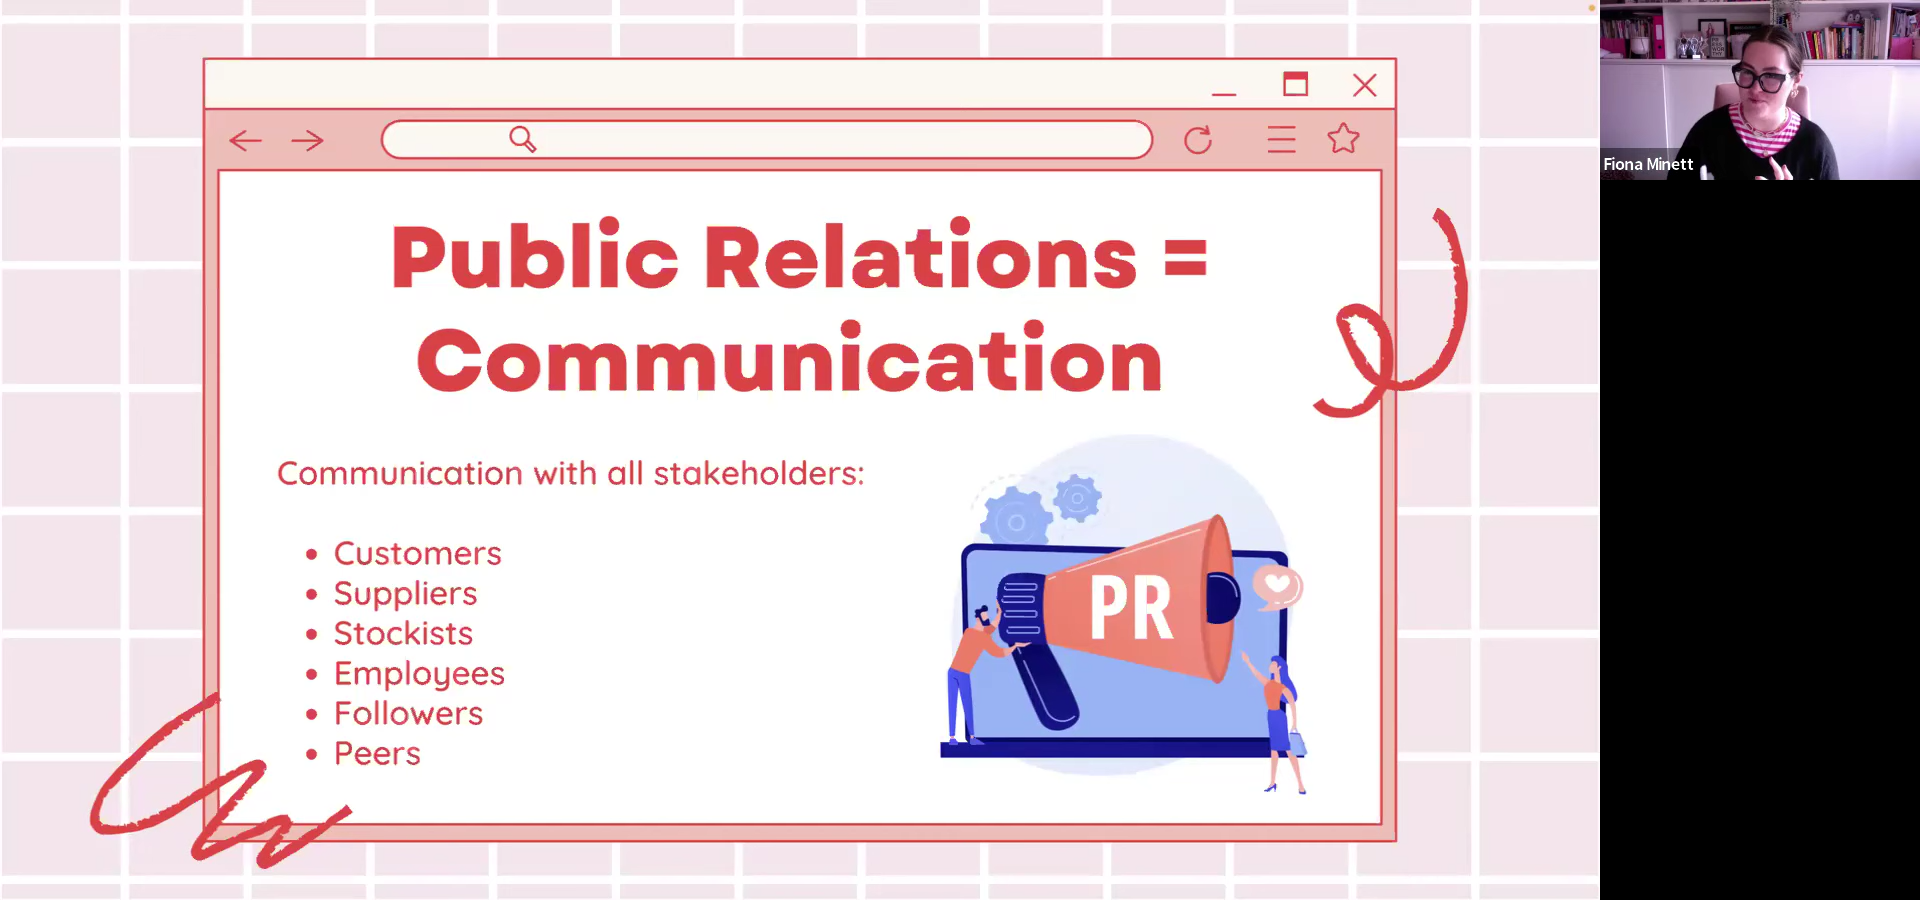 Public Relations =
Communication
Communication with all stakeholders:
• Customers
• Suppliers
• Stockists
• Employees
• Followers
• Peers
PR
Fiona Minett